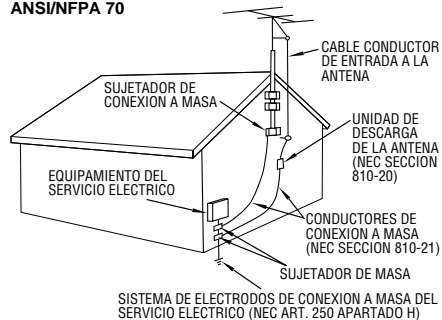 ANSI/NFPA 70
CABLE CONDUCTOR
DE ENTRADA A LA
ANTENA
SUJETADOR DE
CONEXION A MASA
UNIDAD DE
DESCARGA
DE LA ANTENA
(NEC SECCION
810-20)
EQUIPAMIENTO DEL
SERVICIO ELECTRICO
CONDUCTORES DE
CONEXION A MASA
(NEC SECCION 810-21)
SUJETADOR DE MASA
SISTEMA DE ELECTRODOS DE CONEXION A MASA DEL
SERVICIO ELECTRICO (NEC ART. 250 APARTADO H)